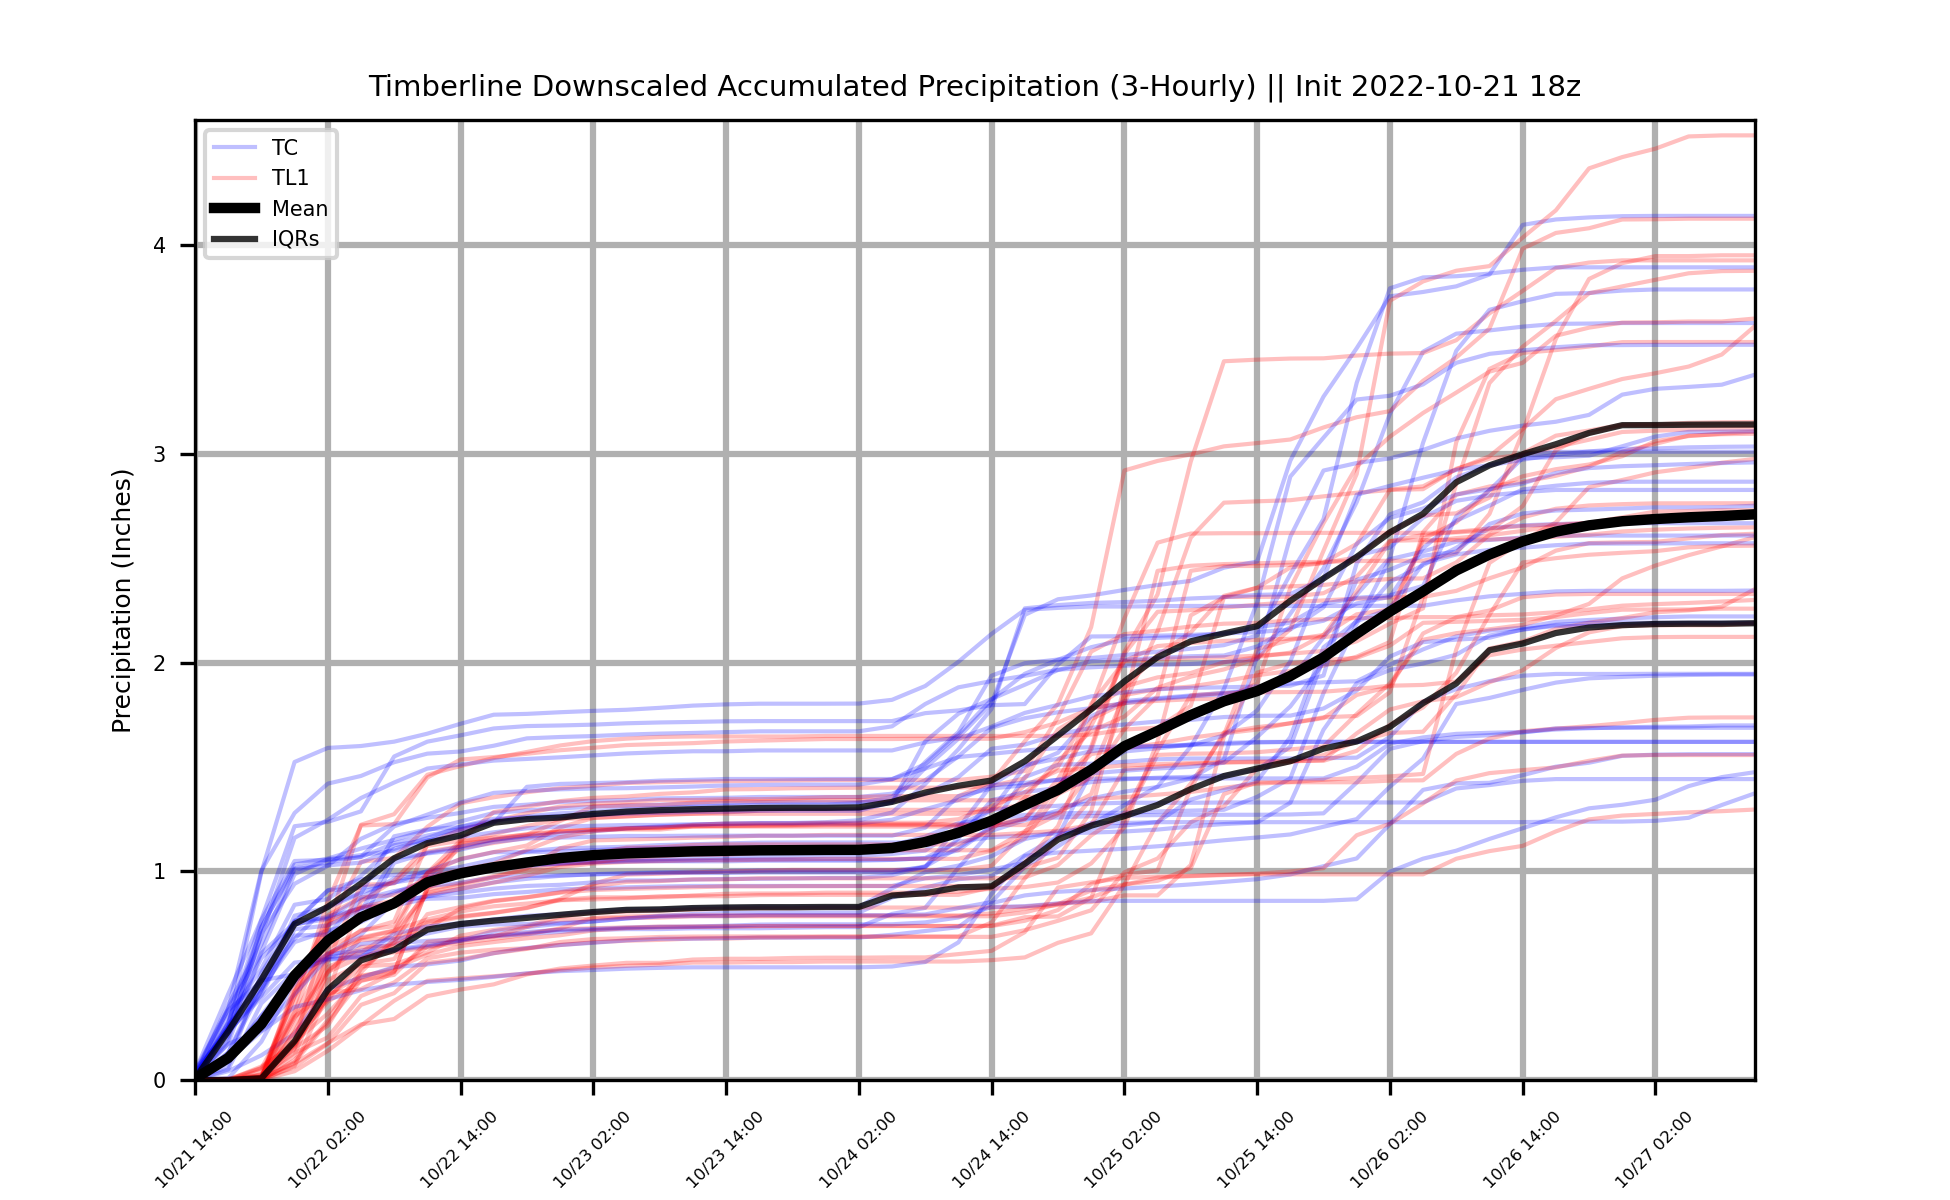 Timberline Downscaled Accumulated Precipitation (3-Hourly) || Init 2022-10-21 18z
TC
TL1
Mean
IQRs
Precipitation (Inches)
4
3
2
1
0
10/21 14:00
10/22 02:00
10/22 14:00
10/23 02:00
10/23 14:00
10/24 02:00
10/24 14:00
10/25 02:00
10/25 14:00
10/26 02:00
10/26 14:00
10/27 02:00